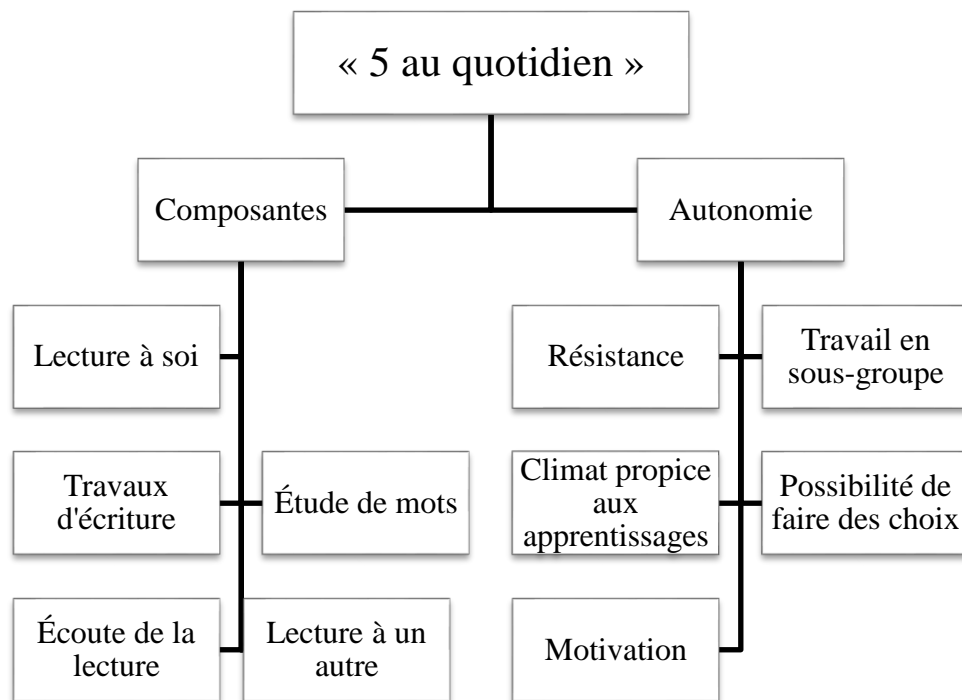 « 5 au quotidien »
Composantes
Autonomie
Lecture à soi
Résistance
Travail en
sous-groupe
Travaux
d'écriture
Étude de mots
Climat propice
aux
apprentissages
Possibilité de
faire des choix
Écoute de la
lecture
Lecture à un
autre
Motivation